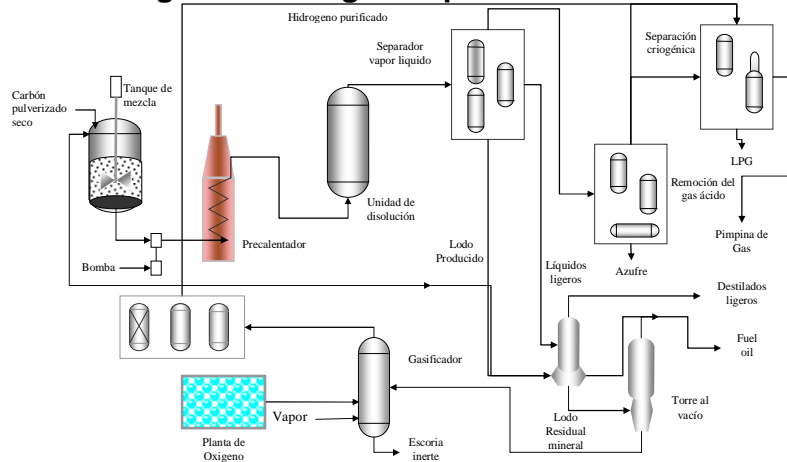 Hidrogeno purificado
Separador
vapor liquido
Separación
criogénica
Carbón
pulverizado
seco
Tanque de
mezcla
LPG
Unidad de
disolución
Remoción del
gas ácido
Precalentador
Lodo
Producido
Pimpina de
Gas
Bomba
Azufre
Líquidos
ligeros
Destilados
ligeros
Gasificador
Fuel
oil
Vapor
Lodo
Residual
mineral
Torre al
vacío
Planta de
Oxigeno
Escoria
inerte